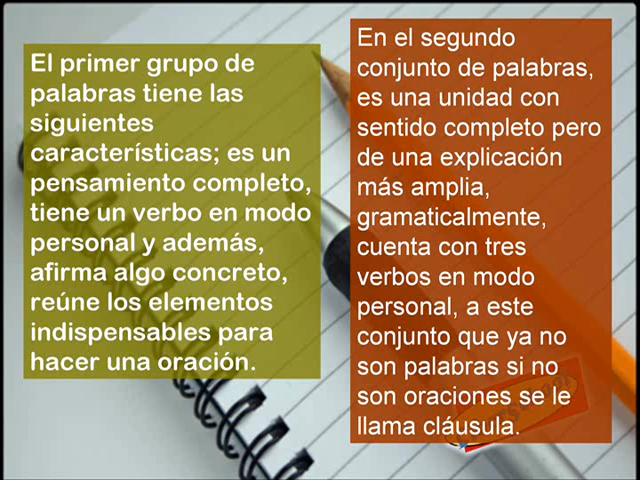 El primer grupo de
palabras tiene las
siguientes
características; es un
pensamiento completo,
tiene un verbo en modo
personal y además,
afirma algo concreto,
reúne los elementos
indispensables para
hacer una oración.
En el segundo
conjunto de palabras,
es una unidad con
sentido completo pero
de una explicación
más amplia,
gramaticalmente,
cuenta con tres
verbos en modo
personal, a este
conjunto que ya no
son palabras si no
son oraciones se le
llama cláusula.